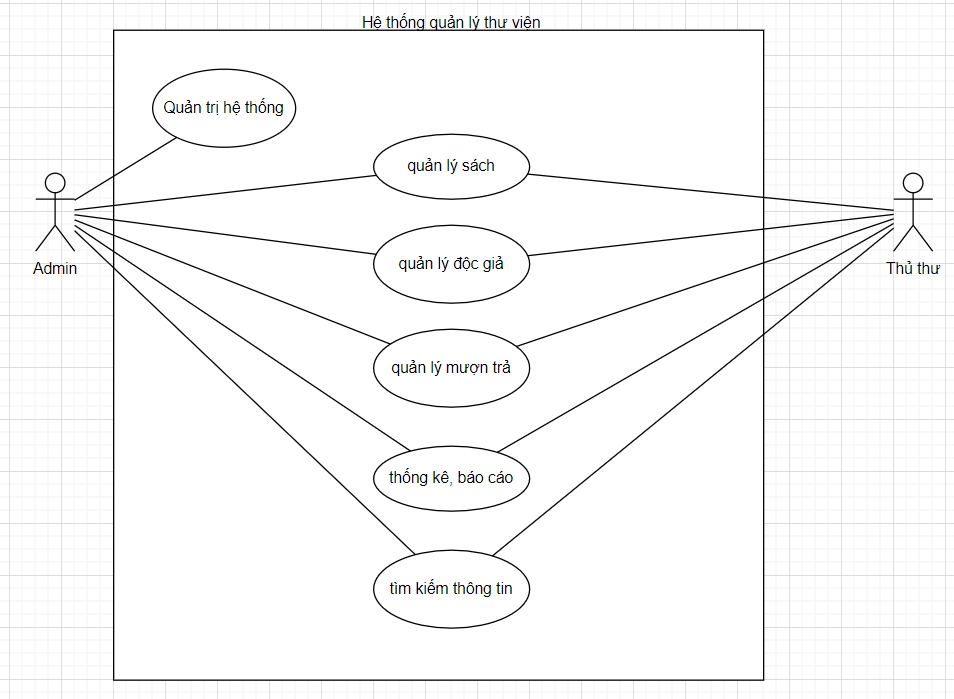 Hệ thống quản lý thư viện
Quản trị hệ thống
quản lý sách
quản lý độc giả
Admin
Thủ thư
quản lý mượn trả
thống kê, báo cáo
tìm kiếm thông tin